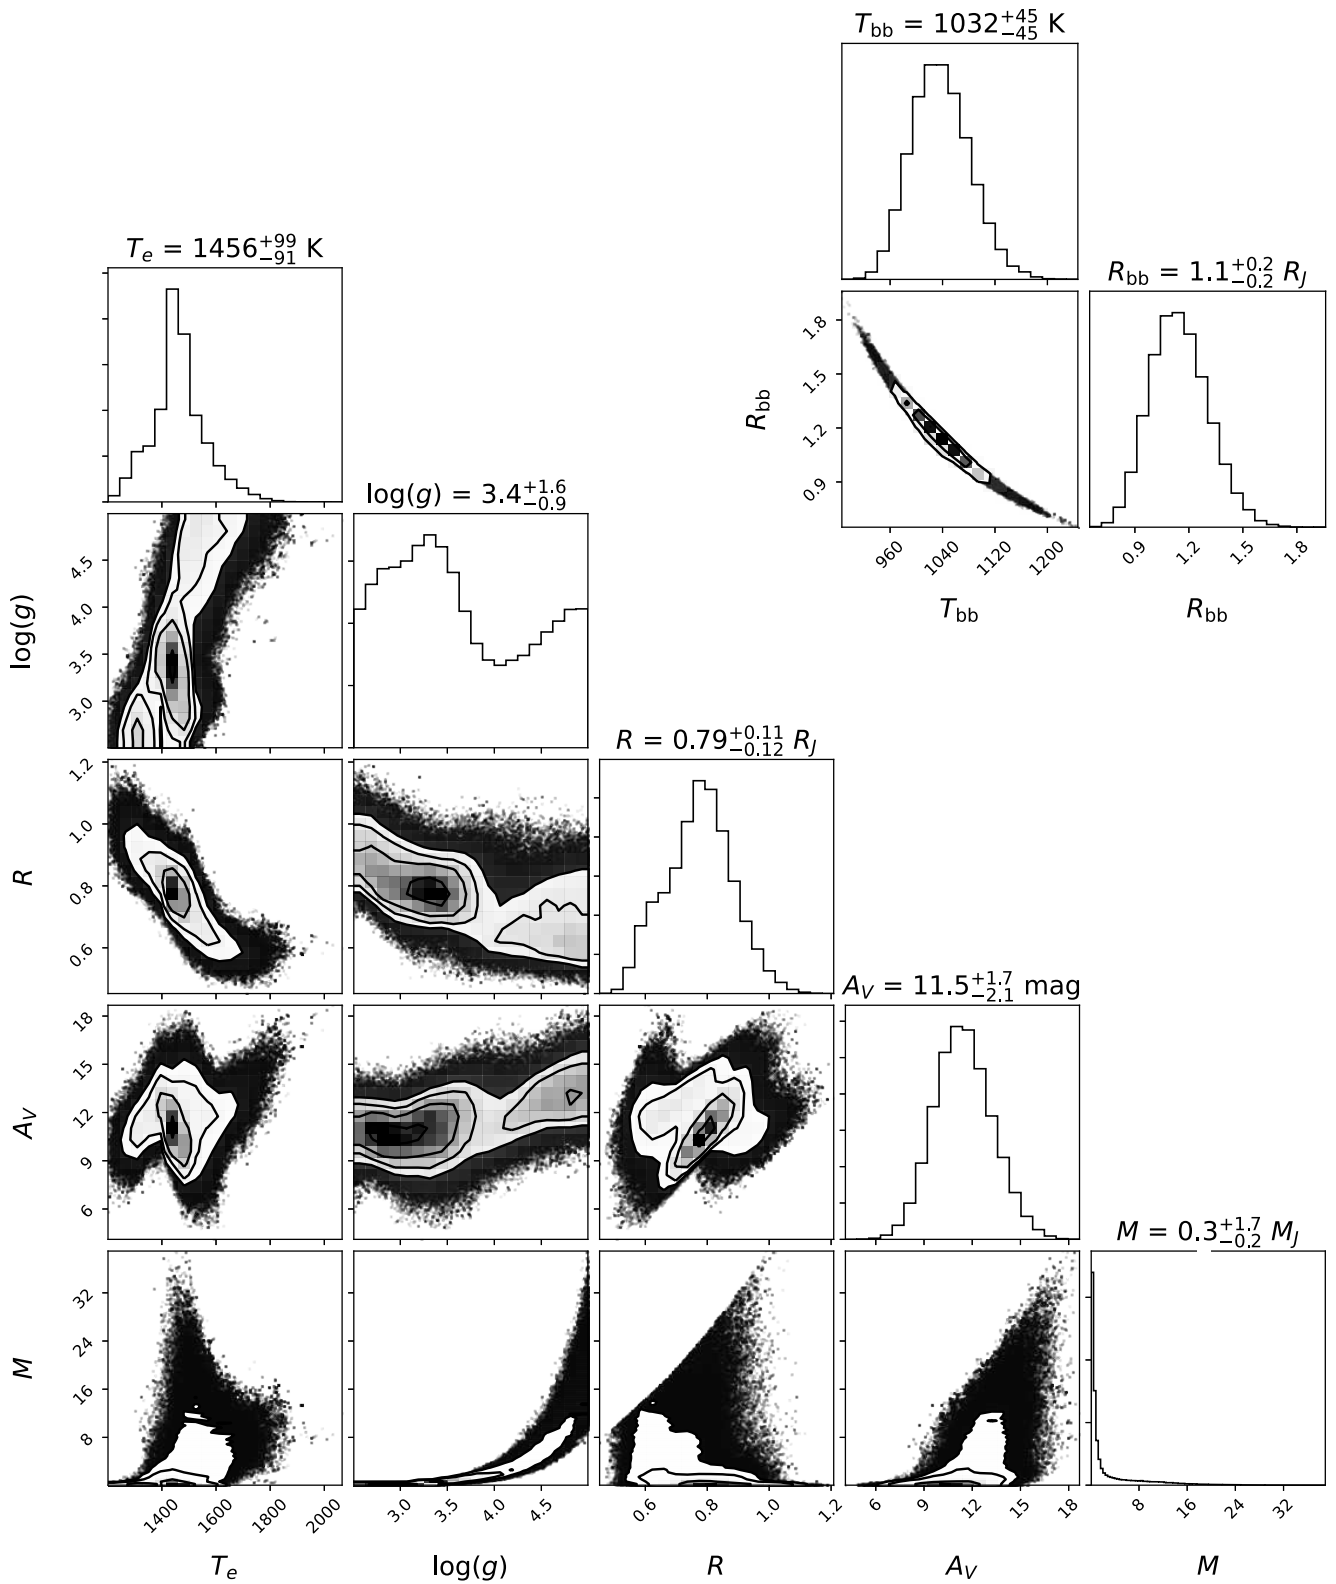 T_bb = 1032 +45 -45 K
T_e = 1456 +99 -91 K
R_bb = 1.1 +0.2 -0.2 R_J
1.8
1.5
1.2
0.9
R_bb
960 1040 1120 1200
T_bb
0.9 1.2 1.5 1.8
R_bb
log(g) = 3.4 +1.6 -0.9
4.5
4.0
3.5
3.0
log(g)
R = 0.79 +0.11 -0.12 R_J
1.2
1.0
0.8
0.6
R
A_V = 11.5 +1.7 -2.1 mag
18
15
12
9
6
A_V
M = 0.3 +1.7 -0.2 M_J
32
24
16
8
M
1400 1600 1800 2000
3.0 3.5 4.0 4.5
0.6 0.8 1.0 1.2
6 9 12 15 18
8 16 24 32
T_e log(g) R A_V M